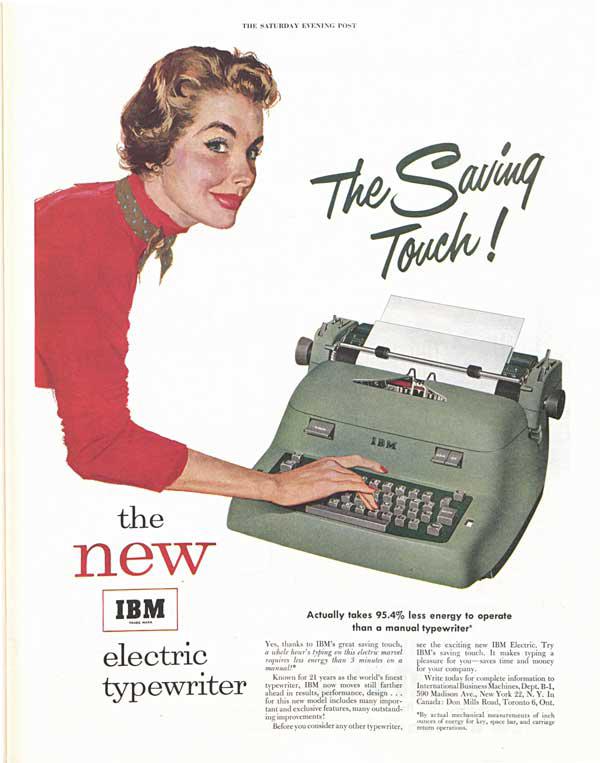 THE SATURDAY EVENING POST
The Saving
Touch!
IBM
the
new
IBM
TRADE MARK
electric
typewriter
Actually takes 95.4% less energy to operate
than a manual typewriter*
Yes, thanks to IBM's great saving touch,
a whole hour's typing on this electric marvel
requires less energy than 3 minutes on a
manual!*
Known for 21 years as the world's finest
typewriter, IBM now moves still farther
ahead in results, performance, design . . .
for this new model includes many impor-
tant and exclusive features, many outstand-
ing improvements!
Before you consider any other typewriter,
see the exciting new IBM Electric. Try
IBM's saving touch. It makes typing a
pleasure for you—saves time and money
for your company.
Write today for complete information to
International Business Machines, Dept. B-1,
590 Madison Ave., New York 22, N. Y. In
Canada: Don Mills Road, Toronto 6, Ont.
*By actual mechanical measurements of inch
ounces of energy for key, space bar, and carriage
return operations.